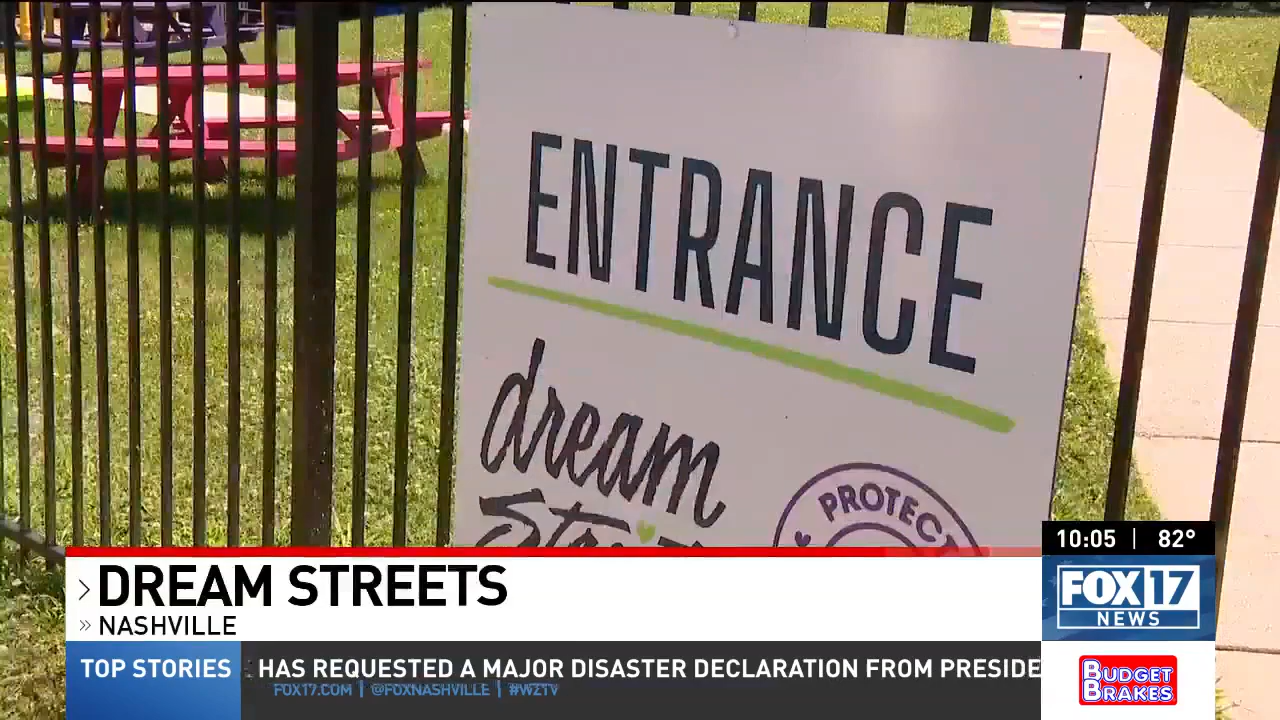 ENTRANCE
dream
PROTECT
10:05 | 82°
> DREAM STREETS
» NASHVILLE
FOX 17
NEWS
TOP STORIES
HAS REQUESTED A MAJOR DISASTER DECLARATION FROM PRESIDE
FOX17.COM | @FOXNASHVILLE | #WZTV
BUDGET
BRAKES